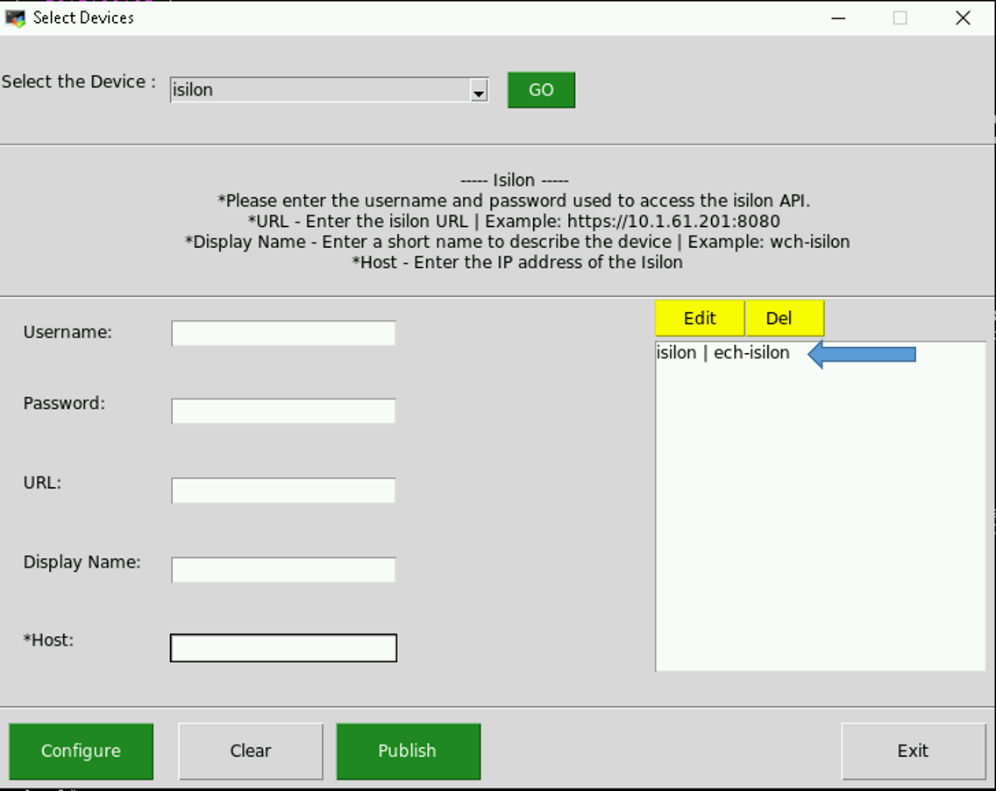 Select Devices
Select the Device :
isilon
GO
----- Isilon -----
*Please enter the username and password used to access the isilon API.
*URL - Enter the isilon URL | Example: https://10.1.61.201:8080
*Display Name - Enter a short name to describe the device | Example: wch-isilon
*Host - Enter the IP address of the Isilon
Username:
Password:
URL:
Display Name:
*Host:
Edit
Del
isilon | ech-isilon
Configure
Clear
Publish
Exit